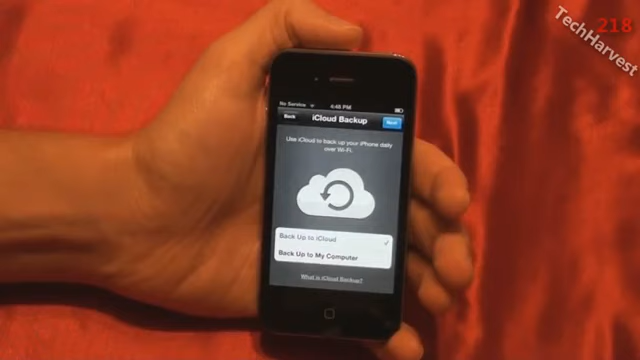 218
TechHarvest
No Service
4:48 PM
Back
iCloud Backup
Next
Use iCloud to back up your iPhone daily
over Wi-Fi.
Back Up to iCloud
Back Up to My Computer
What is iCloud Backup?